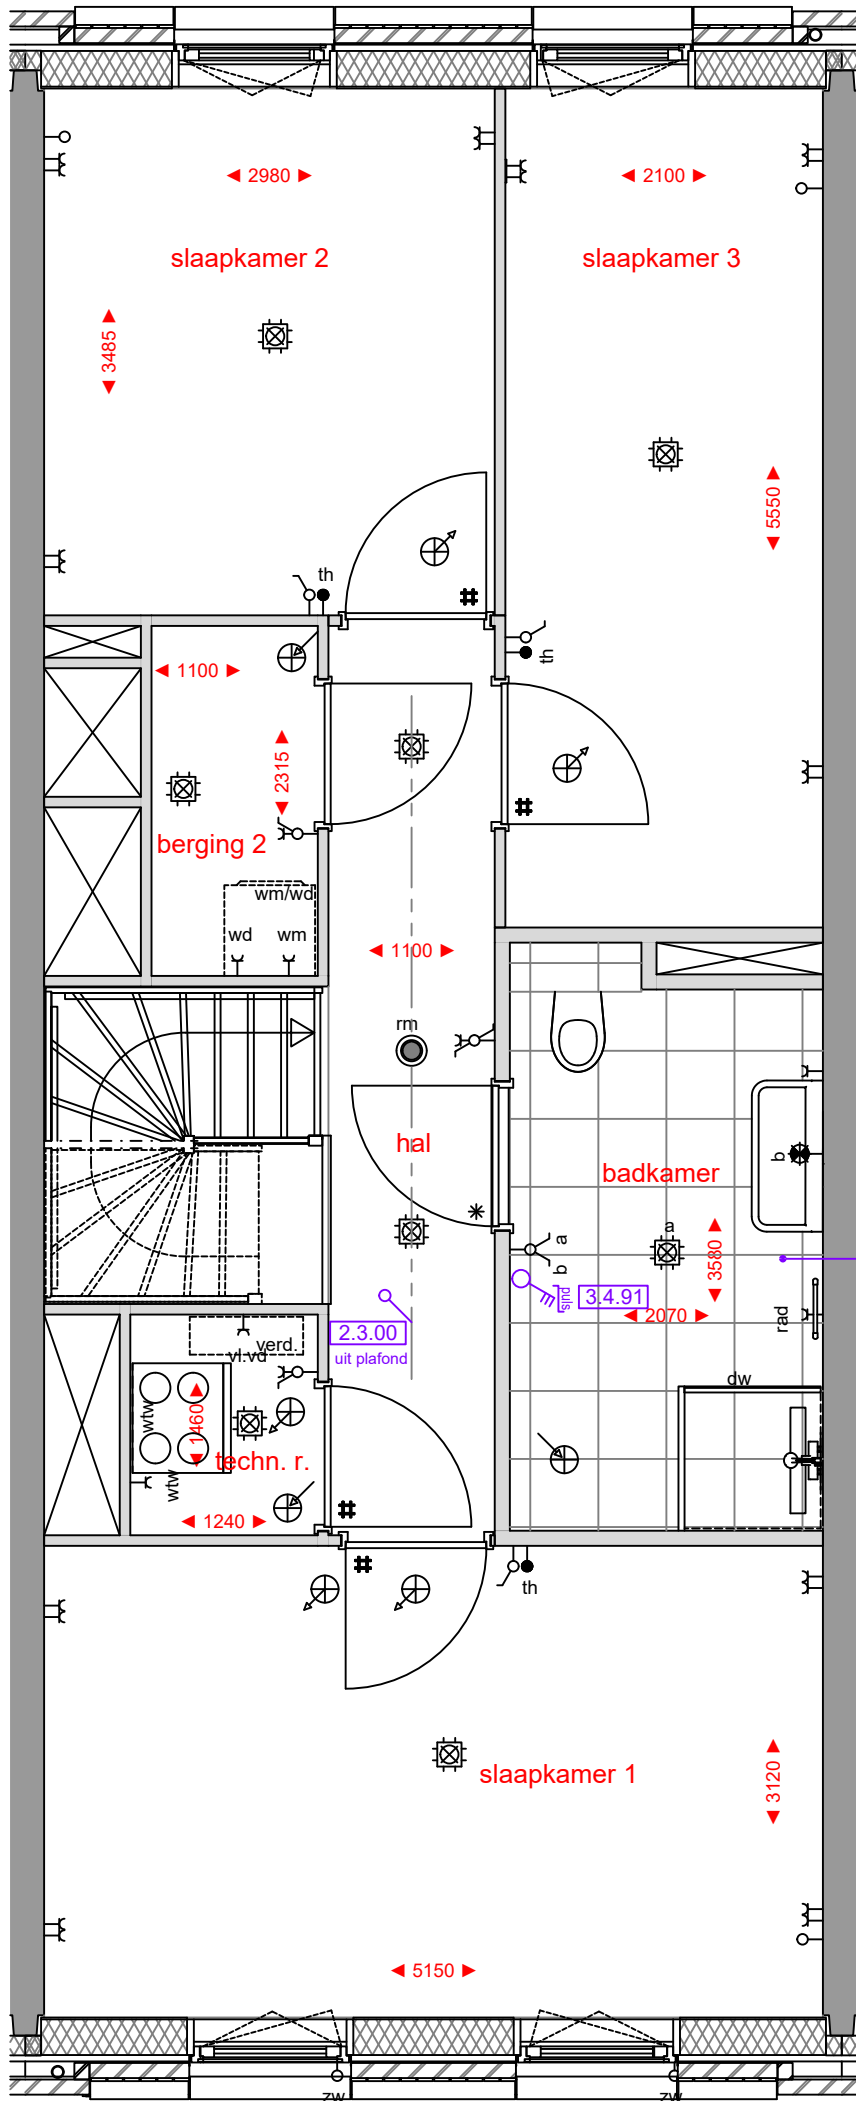 2980
2100
slaapkamer 2
slaapkamer 3
3485
5550
th
th
1100
2315
berging 2
wm/wd
wd
wm
1100
rm
hal
badkamer
b
a
a
b
3580
puls
3.4.91
2070
rad
2.3.00
uit plafond
verd.
vl.vd
dw
wtw
1460
techn. r.
wtw
1240
th
slaapkamer 1
3120
5150
zw
zw